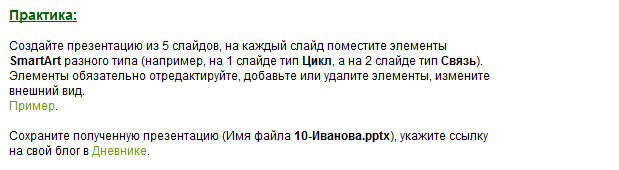 Практика:
Создайте презентацию из 5 слайдов, на каждый слайд поместите элементы
SmartArt разного типа (например, на 1 слайде тип Цикл, а на 2 слайде тип Связь).
Элементы обязательно отредактируйте, добавьте или удалите элементы, измените
внешний вид.
Пример.
Сохраните полученную презентацию (Имя файла 10-Иванова.pptx), укажите ссылку
на свой блог в Дневнике.